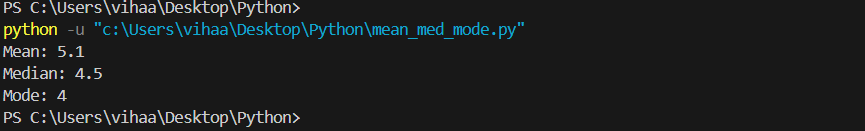 PS C:\Users\vihaa\Desktop\Python>
python -u "c:\Users\vihaa\Desktop\Python\mean_med_mode.py"
Mean: 5.1
Median: 4.5
Mode: 4
PS C:\Users\vihaa\Desktop\Python>